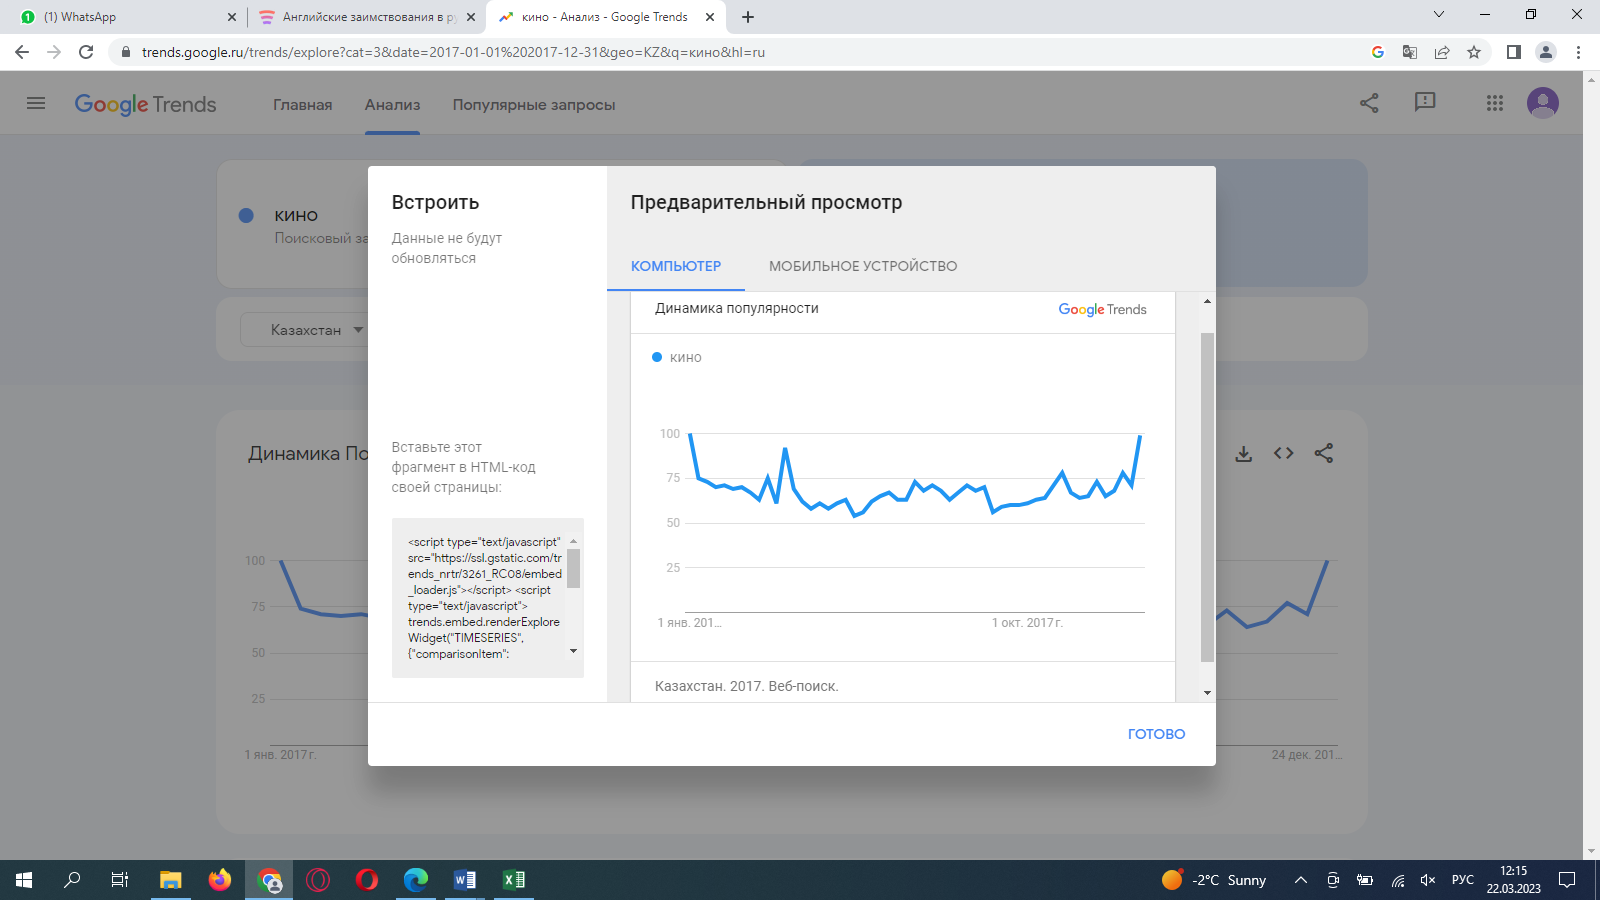 (1) WhatsApp
Английские заимствования в ру
кино - Анализ - Google Trends
trends.google.ru/trends/explore?cat=3&date=2017-01-01%202017-12-31&geo=KZ&q=кино&hl=ru
Google Trends
Главная
Анализ
Популярные запросы
кино
Поисковый за
Казахстан
Динамика По
100
75
50
25
1 янв. 2017 г.
24 дек. 201...
Встроить
Данные не будут
обновляться
Вставьте этот
фрагмент в HTML-код
своей страницы:
<script type="text/javascript"
src="https://ssl.gstatic.com/tr
ends_nrtr/3261_RC08/embed
_loader.js"></script> <script
type="text/javascript">
trends.embed.renderExplore
Widget("TIMESERIES",
{"comparisonItem":
Предварительный просмотр
КОМПЬЮТЕР
МОБИЛЬНОЕ УСТРОЙСТВО
Динамика популярности
Google Trends
кино
100
75
50
25
1 янв. 201...
1 окт. 2017 г.
Казахстан. 2017. Веб-поиск.
ГОТОВО
-2°C Sunny
РУС
12:15
22.03.2023